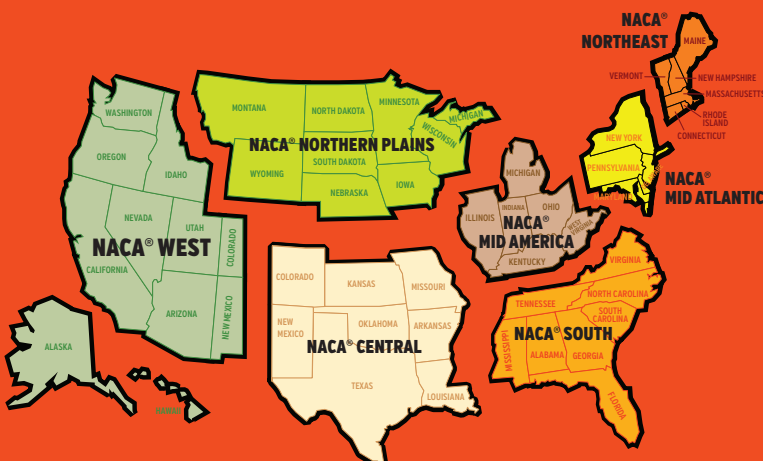 NACA®
NORTHEAST
MAINE
VERMONT
NEW HAMPSHIRE
MASSACHUSETTS
RHODE
ISLAND
CONNECTICUT
WASHINGTON
OREGON
IDAHO
NEVADA
UTAH
COLORADO
NACA® WEST
CALIFORNIA
ARIZONA
NEW MEXICO
ALASKA
HAWAII
MONTANA
NORTH DAKOTA
MINNESOTA
WISCONSIN
MICHIGAN
NACA® NORTHERN PLAINS
WYOMING
SOUTH DAKOTA
NEBRASKA
IOWA
MICHIGAN
ILLINOIS
INDIANA
OHIO
WEST
VIRGINIA
NACA®
MID AMERICA
KENTUCKY
NEW YORK
PENNSYLVANIA
MARYLAND
NACA®
MID ATLANTIC
COLORADO
KANSAS
MISSOURI
NEW
MEXICO
OKLAHOMA
ARKANSAS
NACA® CENTRAL
TEXAS
LOUISIANA
VIRGINIA
TENNESSEE
NORTH CAROLINA
SOUTH
CAROLINA
NACA® SOUTH
MISSISSIPPI
ALABAMA
GEORGIA
FLORIDA